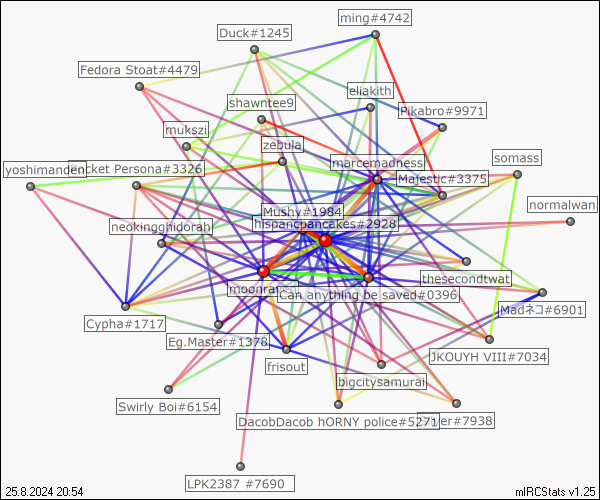 ming#4742
Duck#1245
Fedora Stoat#4479
eliakith
shawntee9
Pikabro#9971
mukszi
zebula
marcemadness
somass
yoshimanden
cket Persona#3326
Majestic#3375
normalwan
Mushy#1984
hispancpancakes#2928
neokingghidorah
thesecondtwat
moonra
Can anything be saved#0396
Madネコ#6901
Cypha#1717
Eg.Master#1378
JKOUYH VIII#7034
frisout
bigcitysamurai
Swirly Boi#6154
DacobDacob hORNY police#5271
er#7938
LPK2387 #7690
25.8.2024 20:54
mIRCStats v1.25